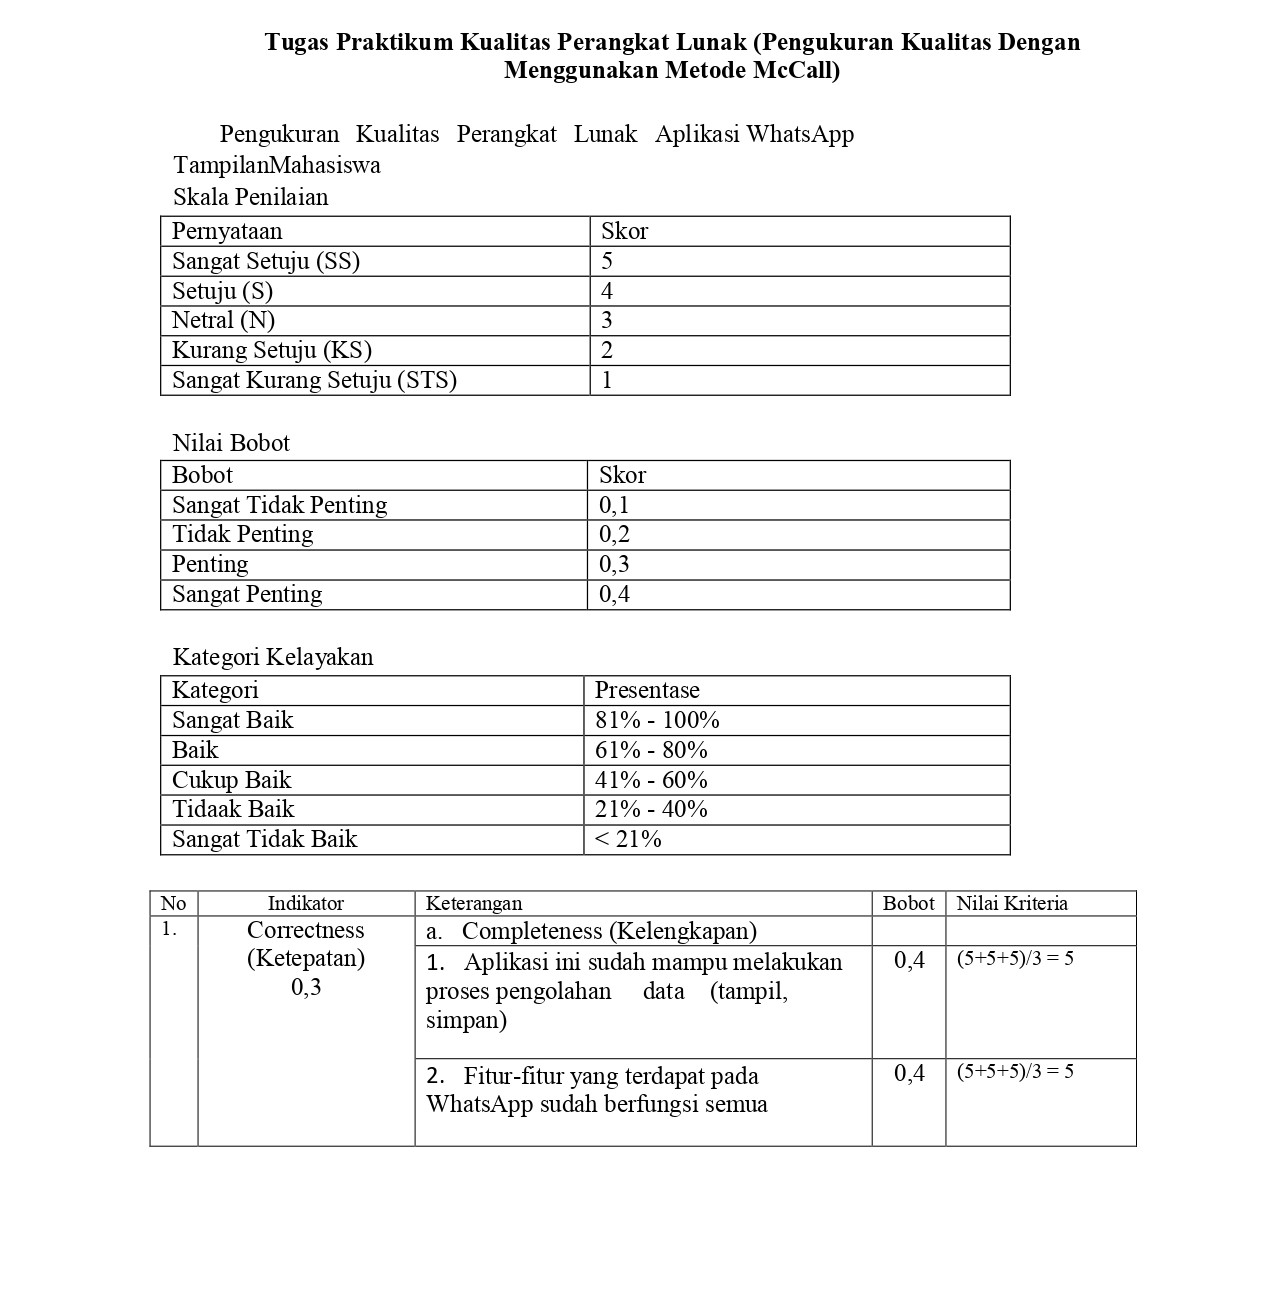 Tugas Praktikum Kualitas Perangkat Lunak (Pengukuran Kualitas Dengan
Menggunakan Metode McCall)
Pengukuran Kualitas Perangkat Lunak Aplikasi WhatsApp
TampilanMahasiswa
Skala Penilaian
Pernyataan Skor
Sangat Setuju (SS) 5
Setuju (S) 4
Netral (N) 3
Kurang Setuju (KS) 2
Sangat Kurang Setuju (STS) 1
Nilai Bobot
Bobot Skor
Sangat Tidak Penting 0,1
Tidak Penting 0,2
Penting 0,3
Sangat Penting 0,4
Kategori Kelayakan
Kategori Presentase
Sangat Baik 81% - 100%
Baik 61% - 80%
Cukup Baik 41% - 60%
Tidaak Baik 21% - 40%
Sangat Tidak Baik < 21%
No Indikator Keterangan Bobot Nilai Kriteria
1. Correctness a. Completeness (Kelengkapan)
(Ketepatan) 1. Aplikasi ini sudah mampu melakukan 0,4 (5+5+5)/3 = 5
0,3 proses pengolahan data (tampil,
simpan)
2. Fitur-fitur yang terdapat pada 0,4 (5+5+5)/3 = 5
WhatsApp sudah berfungsi semua